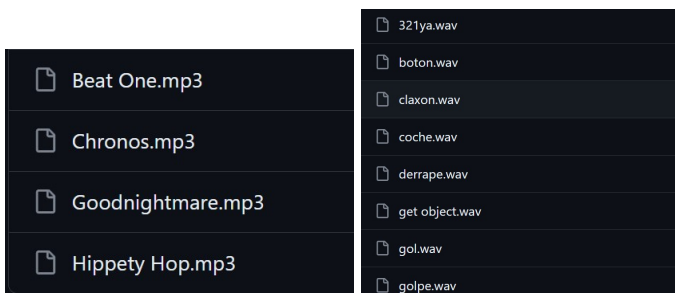 Beat One.mp3
Chronos.mp3
Goodnightmare.mp3
Hippety Hop.mp3
321ya.wav
boton.wav
claxon.wav
coche.wav
derrape.wav
get object.wav
gol.wav
golpe.wav